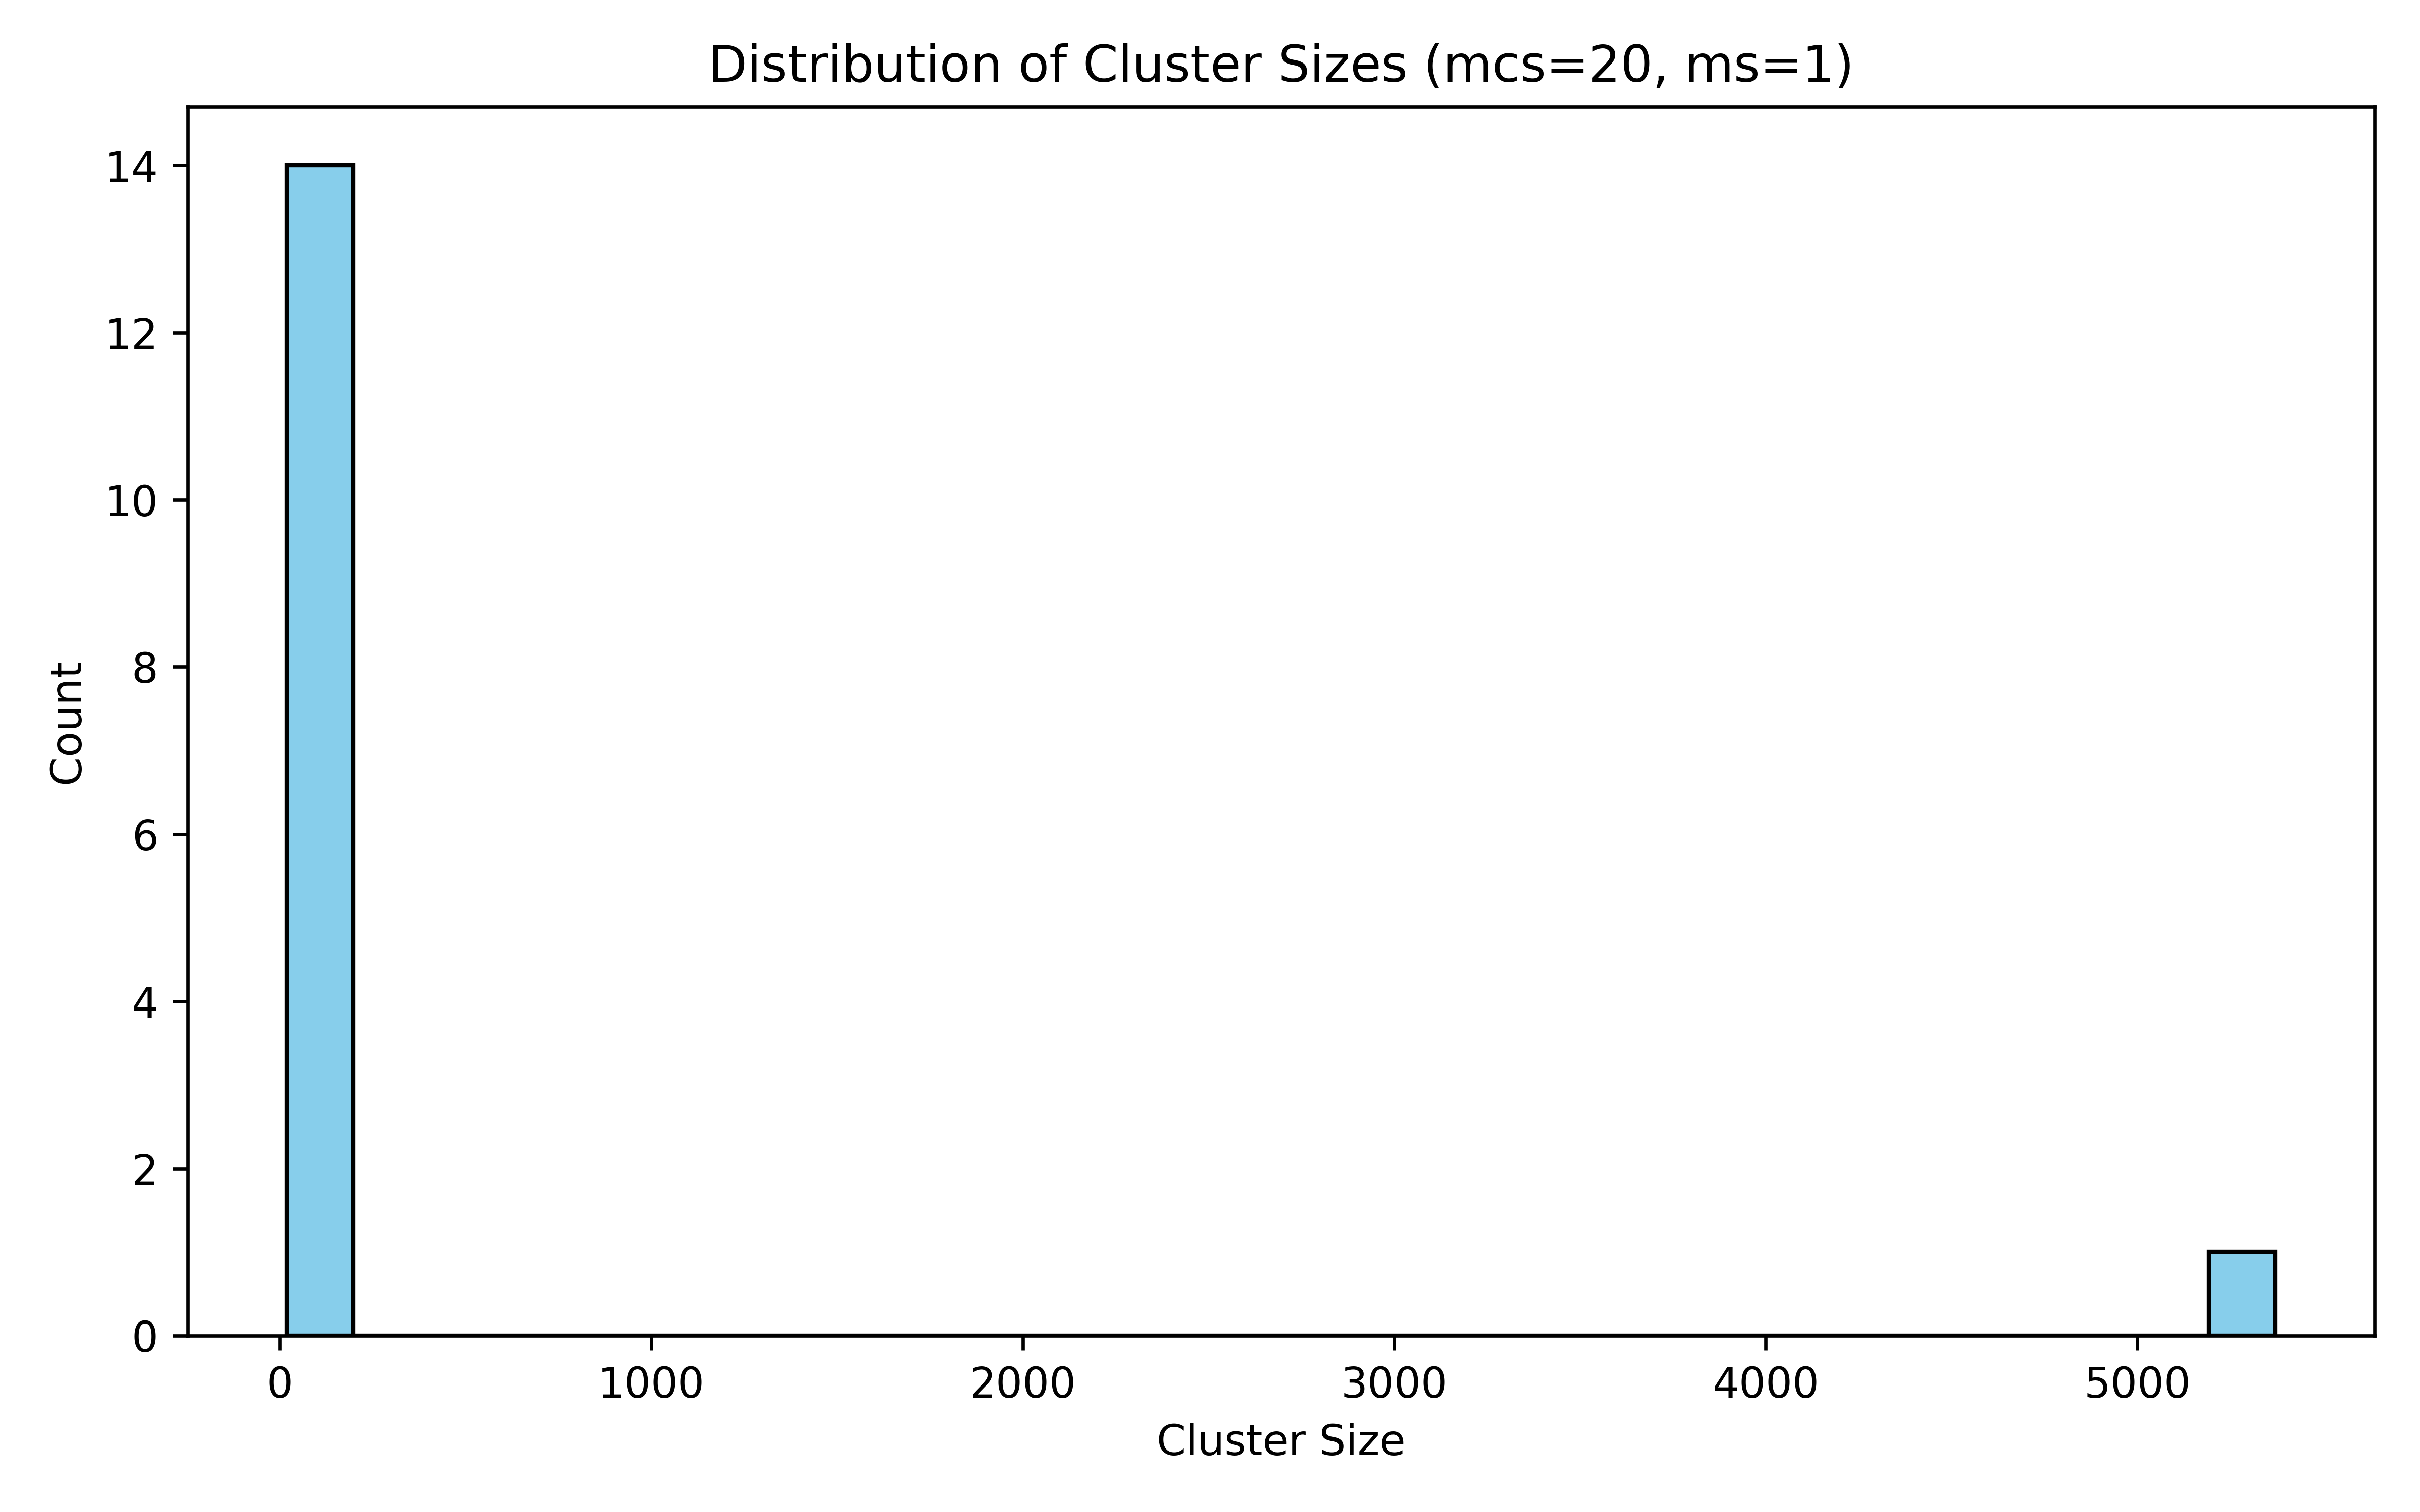 Distribution of Cluster Sizes (mcs=20, ms=1)
14
12
10
8
6
4
2
0
Count
0 1000 2000 3000 4000 5000
Cluster Size